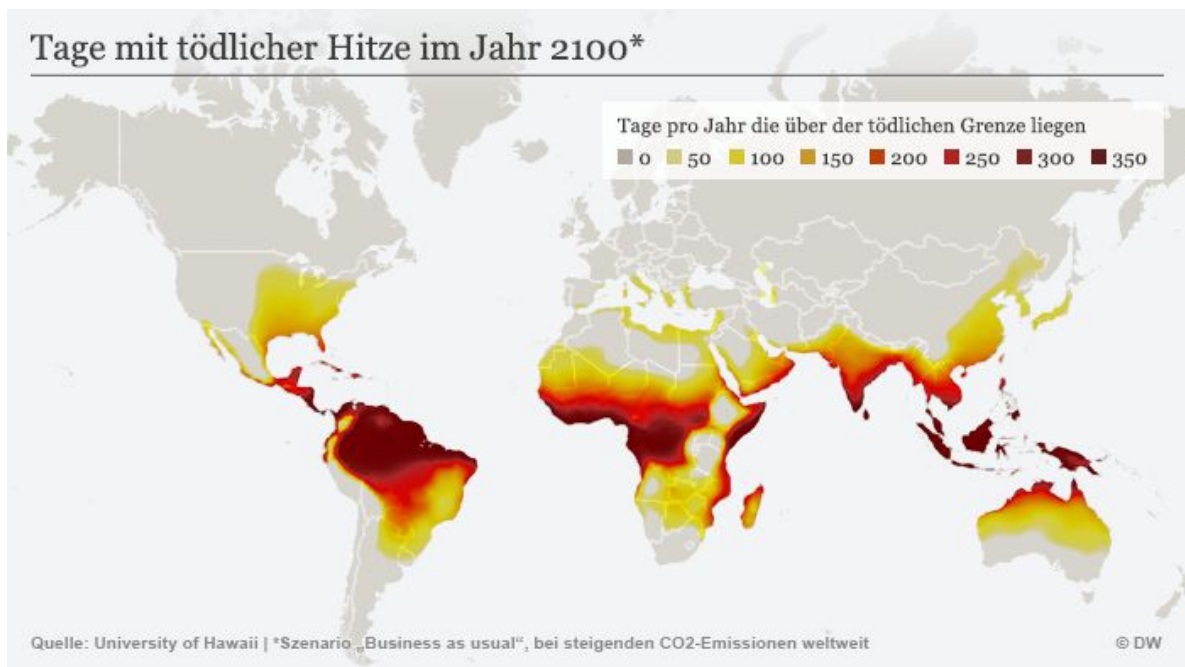 Tage mit tödlicher Hitze im Jahr 2100*
Tage pro Jahr die über der tödlichen Grenze liegen
0 50 100 150 200 250 300 350
Quelle: University of Hawaii | *Szenario „Business as usual“, bei steigenden CO2-Emissionen weltweit
© DW